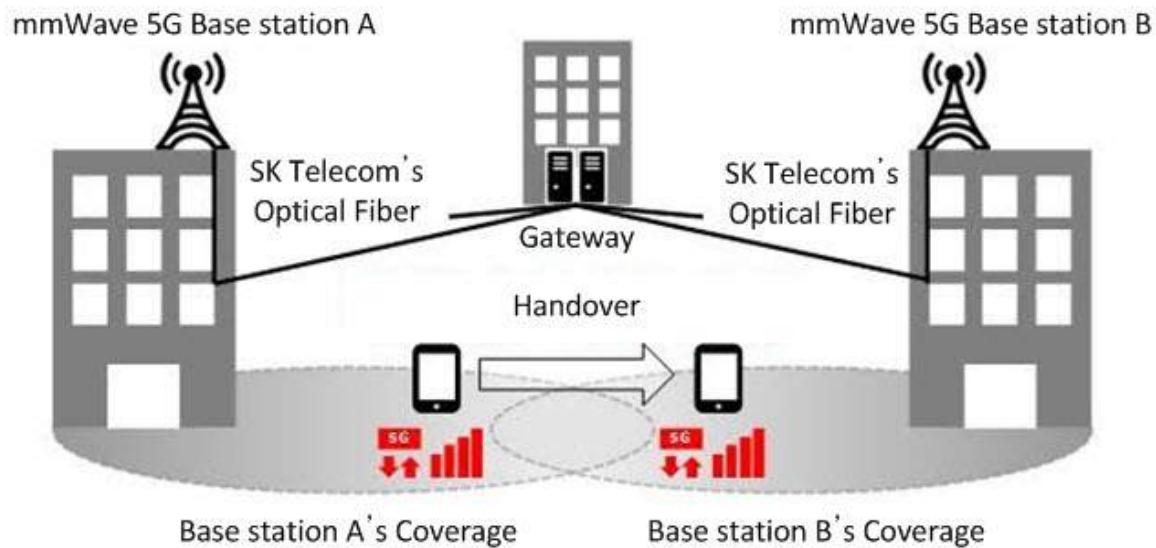 mmWave 5G Base station A
mmWave 5G Base station B
SK Telecom's
Optical Fiber
SK Telecom's
Optical Fiber
Gateway
Handover
5G
5G
Base station A's Coverage
Base station B's Coverage